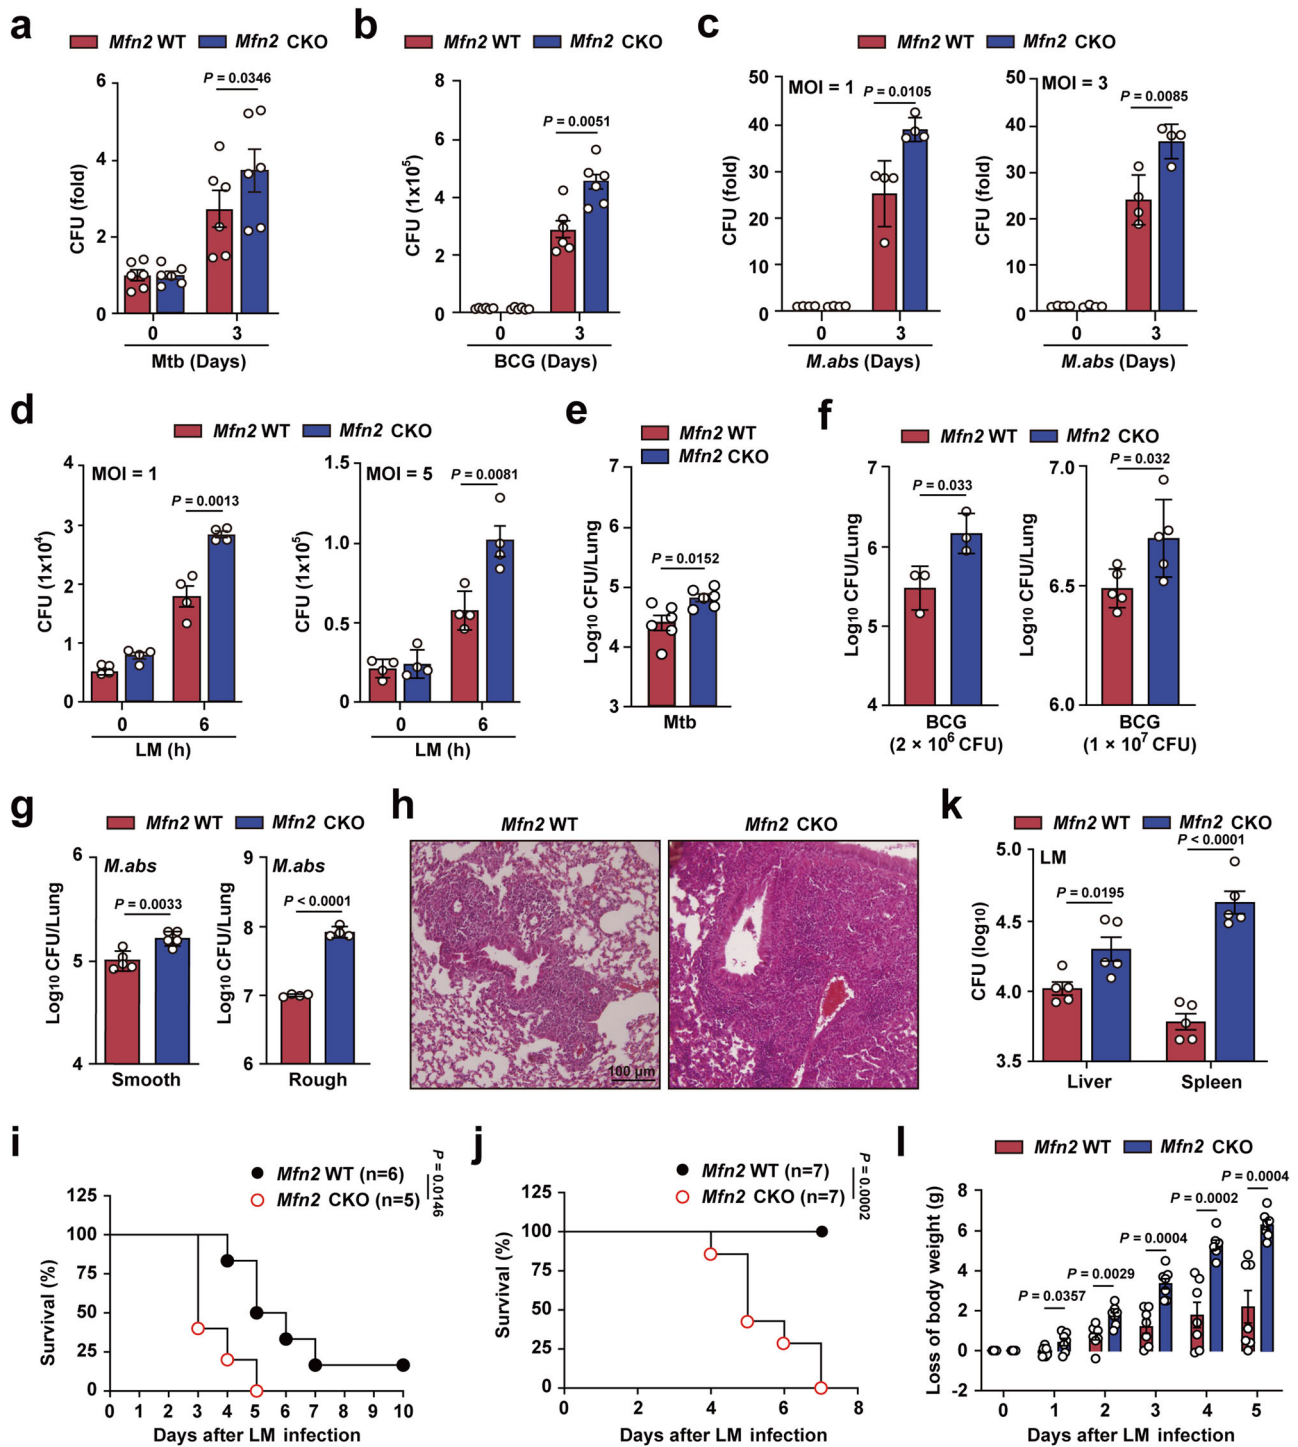 a
Mfn2 WT Mfn2 CKO
P = 0.0346
CFU (fold)
6
4
2
0
0 3
Mtb (Days)
b
Mfn2 WT Mfn2 CKO
P = 0.0051
CFU (1x10⁵)
8
6
4
2
0
0 3
BCG (Days)
c
Mfn2 WT Mfn2 CKO
MOI = 1
P = 0.0105
CFU (fold)
50
40
30
20
10
0
0 3
M.abs (Days)
MOI = 3
P = 0.0085
CFU (fold)
50
40
30
20
10
0
0 3
M.abs (Days)
d
Mfn2 WT Mfn2 CKO
MOI = 1
P = 0.0013
CFU (1x10⁴)
4
3
2
1
0
0 6
LM (h)
MOI = 5
P = 0.0081
CFU (1x10⁵)
1.5
1.0
0.5
0
0 6
LM (h)
e
Mfn2 WT
Mfn2 CKO
P = 0.0152
Log₁₀ CFU/Lung
7
6
5
4
3
Mtb
f
Mfn2 WT Mfn2 CKO
P = 0.033
Log₁₀ CFU/Lung
7
6
5
4
BCG
(2 × 10⁶ CFU)
P = 0.032
Log₁₀ CFU/Lung
7.0
6.5
6.0
BCG
(1 × 10⁷ CFU)
g
Mfn2 WT Mfn2 CKO
M.abs
P = 0.0033
Log₁₀ CFU/Lung
6
5
4
Smooth
M.abs
P < 0.0001
Log₁₀ CFU/Lung
9
8
7
6
Rough
h
Mfn2 WT
Mfn2 CKO
100 µm
k
Mfn2 WT Mfn2 CKO
LM
P = 0.0195
P < 0.0001
CFU (log₁₀)
5.0
4.5
4.0
3.5
Liver Spleen
i
Mfn2 WT (n=6)
Mfn2 CKO (n=5)
P = 0.0146
Survival (%)
125
100
75
50
25
0
0 1 2 3 4 5 6 7 8 9 10
Days after LM infection
j
Mfn2 WT (n=7)
Mfn2 CKO (n=7)
P = 0.0002
Survival (%)
125
100
75
50
25
0
0 2 4 6 8
Days after LM infection
l
Mfn2 WT Mfn2 CKO
P = 0.0357
P = 0.0029
P = 0.0004
P = 0.0002
P = 0.0004
Loss of body weight (g)
8
6
4
2
0
-2
0 1 2 3 4 5
Days after LM infection